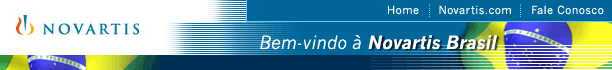 Home Novartis.com Fale Conosco
NOVARTIS
Bem-vindo à Novartis Brasil